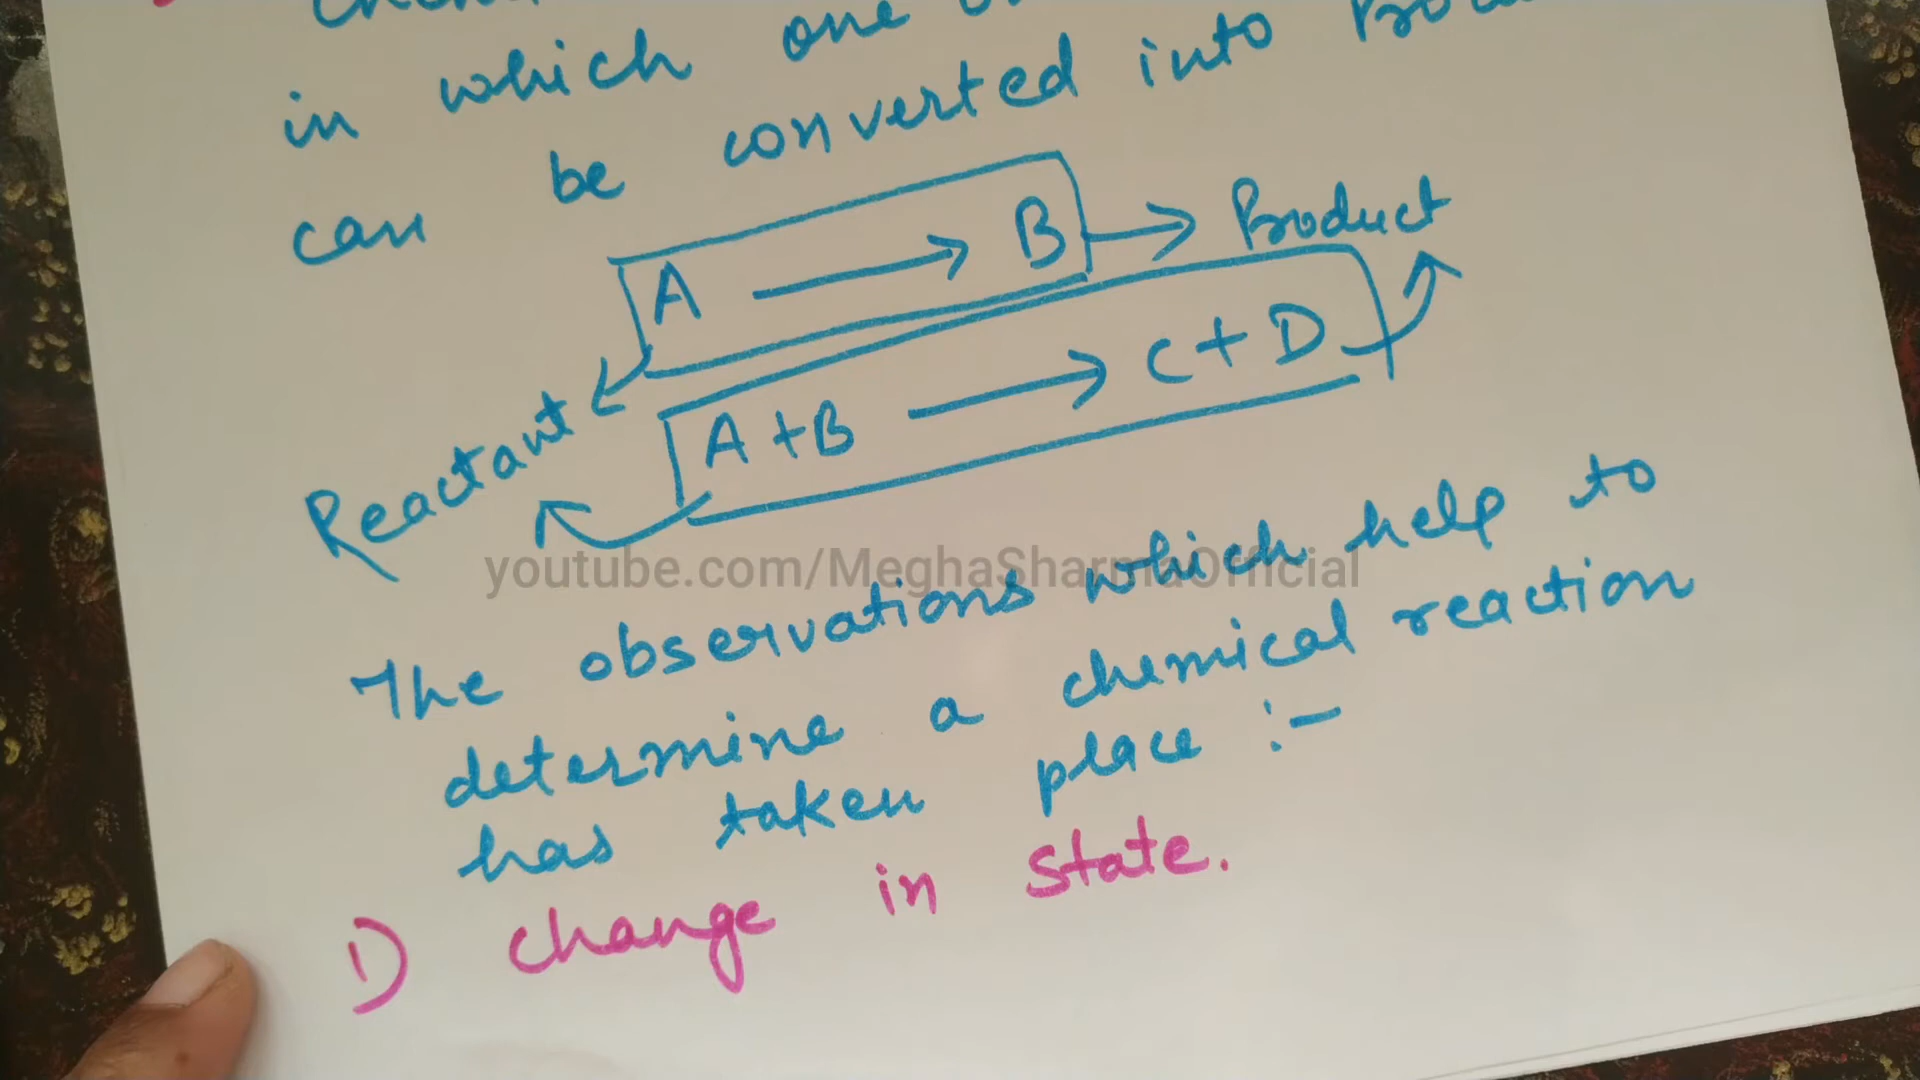 in which one
can be converted into
A → B → Product
Reactant
A + B → C + D
youtube.com/MeghaSharmaOfficial
The observations which help to
determine a chemical reaction
has taken place :-
1) change in state.